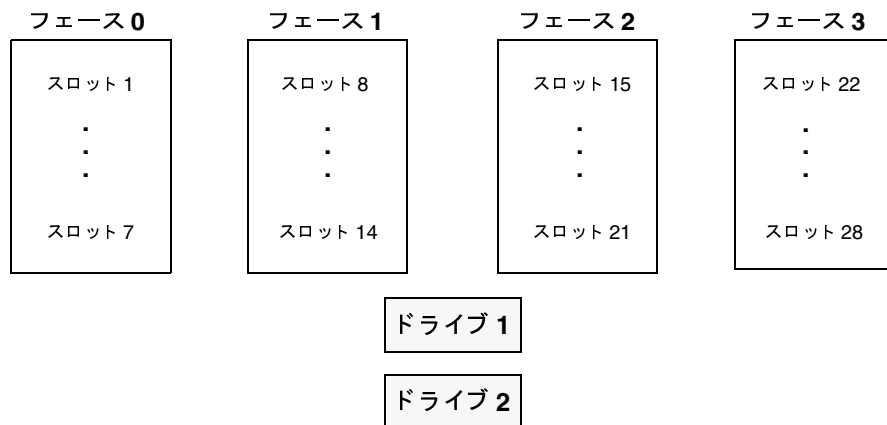 フェース 0
フェース 1
フェース 2
フェース 3
スロット 1
スロット 8
スロット 15
スロット 22
スロット 7
スロット 14
スロット 21
スロット 28
ドライブ 1
ドライブ 2